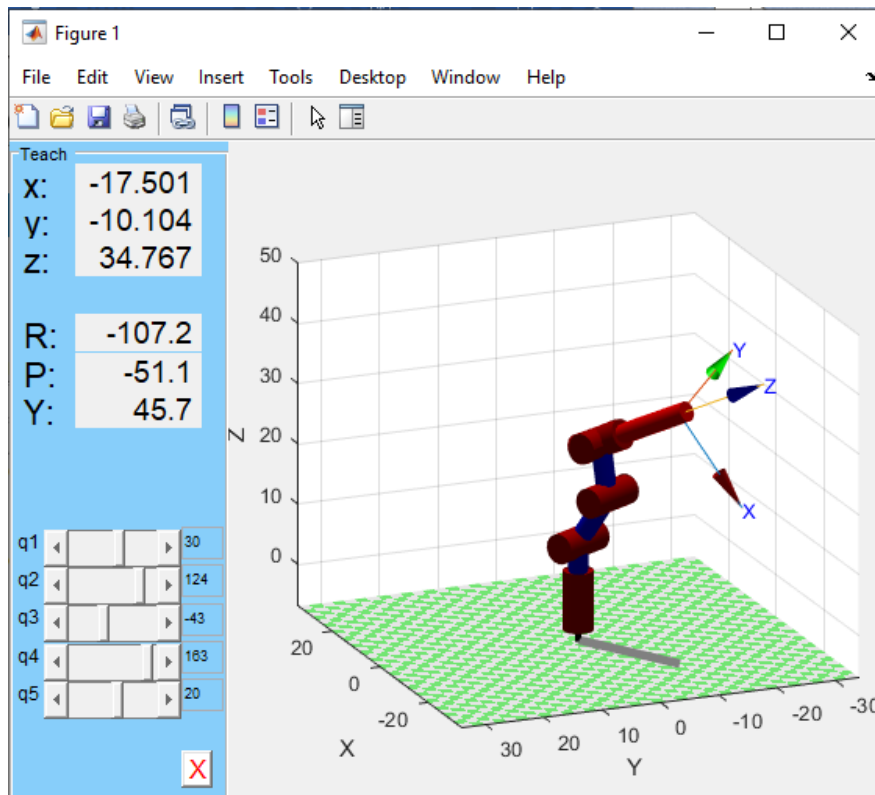 Figure 1
File Edit View Insert Tools Desktop Window Help
Teach
x: -17.501
y: -10.104
z: 34.767
R: -107.2
P: -51.1
Y: 45.7
q1 30
q2 124
q3 -43
q4 163
q5 20
X
50
40
30
20
10
0
Z
Y
Z
X
20
0
-20
X
30
20
10
0
-10
-20
-30
Y